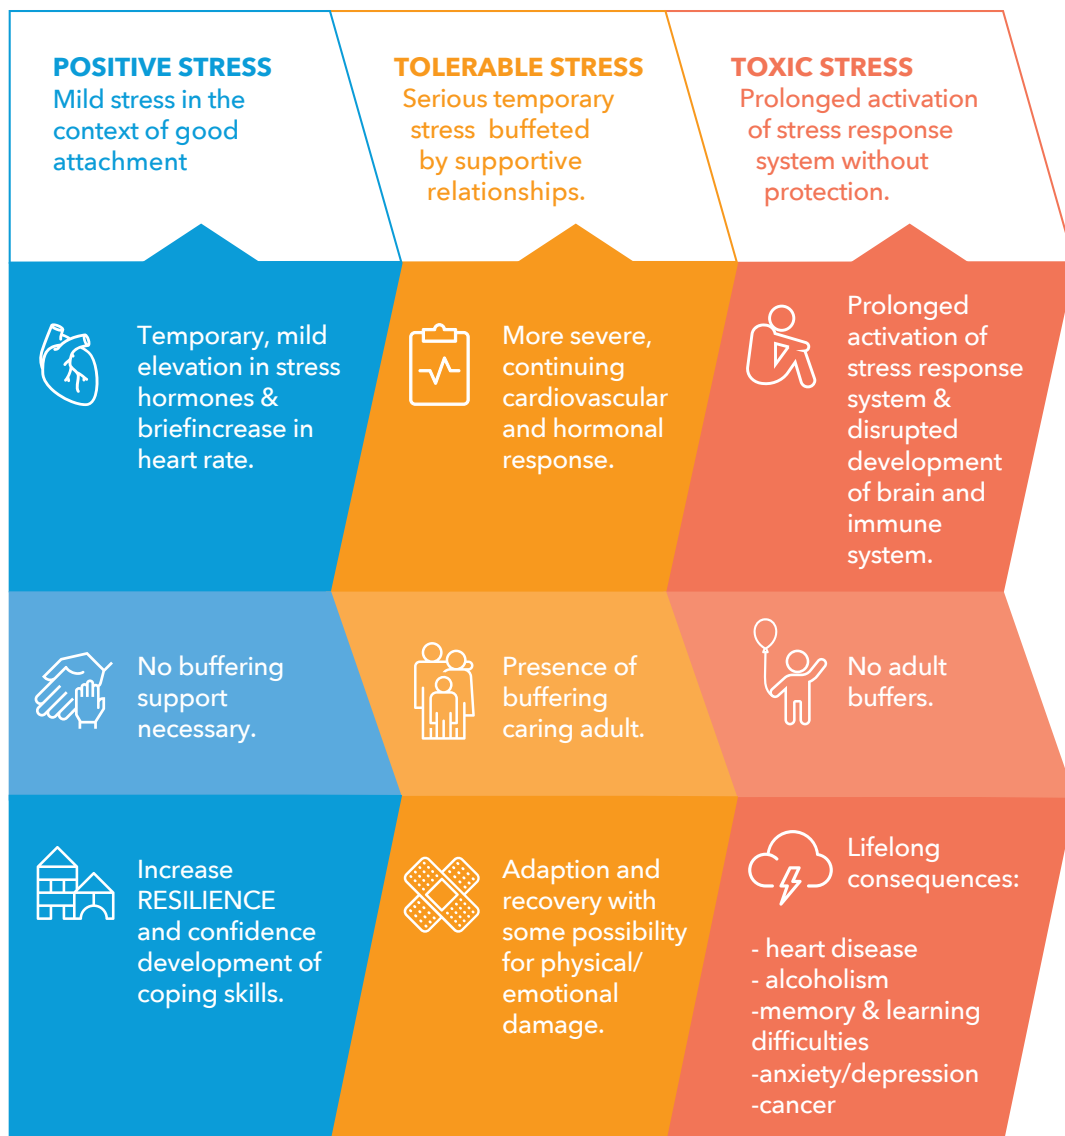 POSITIVE STRESS
Mild stress in the
context of good
attachment
TOLERABLE STRESS
Serious temporary
stress buffeted
by supportive
relationships.
TOXIC STRESS
Prolonged activation
of stress response
system without
protection.
Temporary, mild
elevation in stress
hormones &
briefincrease in
heart rate.
More severe,
continuing
cardiovascular
and hormonal
response.
Prolonged
activation of
stress response
system &
disrupted
development
of brain and
immune
system.
No buffering
support
necessary.
Presence of
buffering
caring adult.
No adult
buffers.
Increase
RESILIENCE
and confidence
development of
coping skills.
Adaption and
recovery with
some possibility
for physical/
emotional
damage.
Lifelong
consequences:
- heart disease
- alcoholism
-memory & learning
difficulties
-anxiety/depression
-cancer